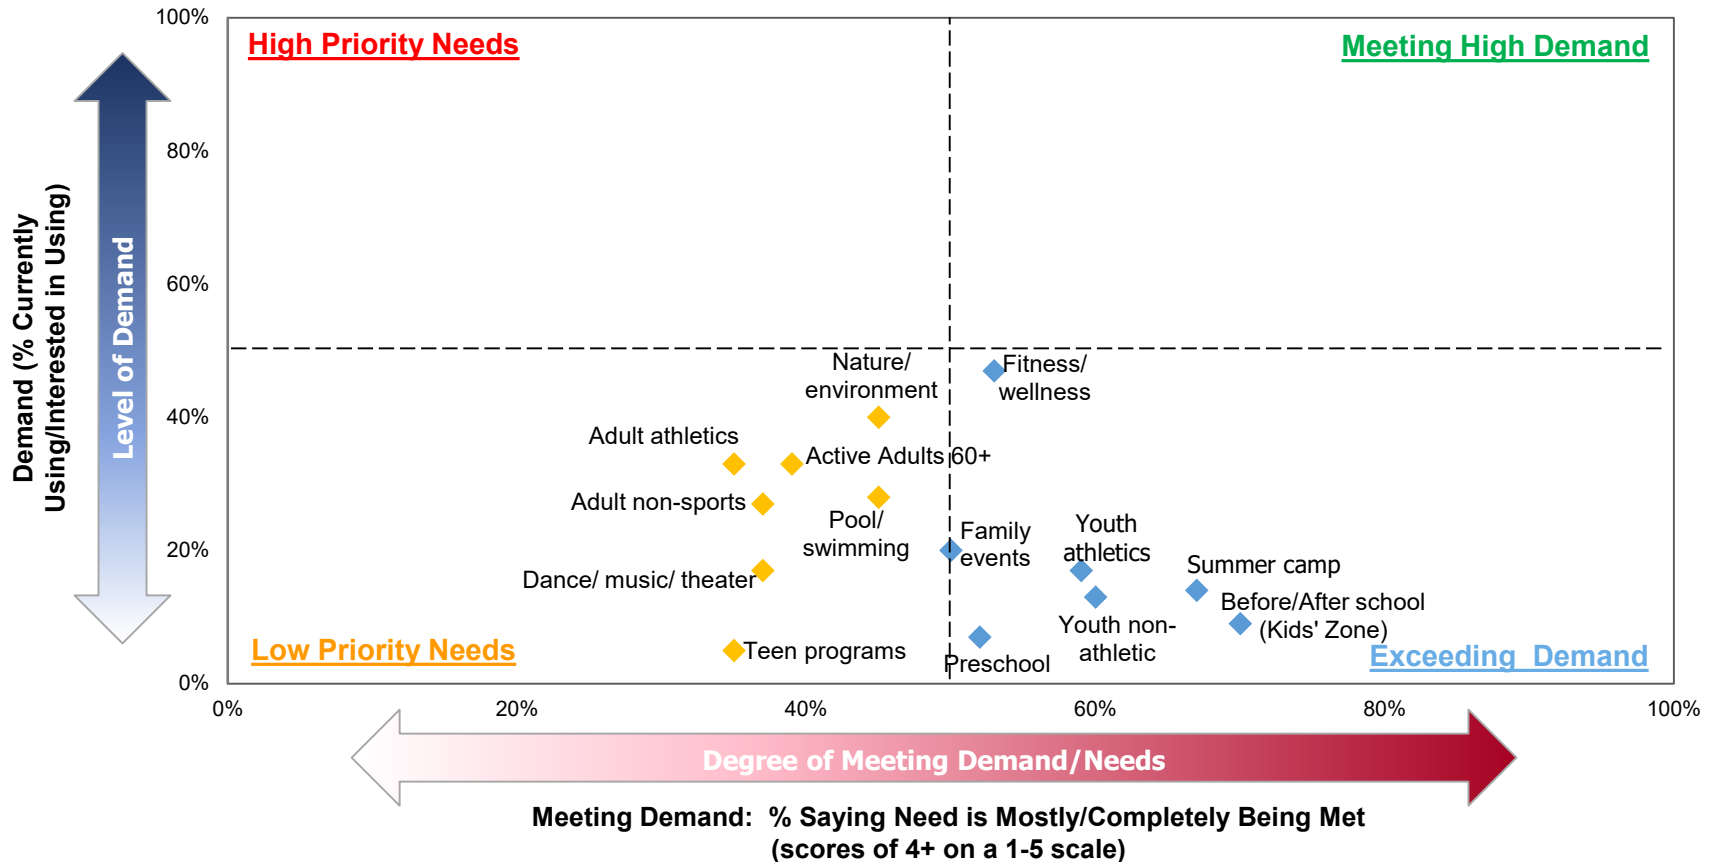 100%
High Priority Needs
Meeting High Demand
80%
60%
40%
20%
0%
Demand (% Currently
Using/Interested in Using)
Level of Demand
Nature/
environment
Fitness/
wellness
Adult athletics
Active Adults 60+
Adult non-sports
Pool/
swimming
Family
events
Youth
athletics
Dance/ music/ theater
Summer camp
Before/After school
(Kids' Zone)
Youth non-
athletic
Teen programs
Preschool
Low Priority Needs
Exceeding  Demand
0%
20%
40%
60%
80%
100%
Degree of Meeting Demand/Needs
Meeting Demand:  % Saying Need is Mostly/Completely Being Met
(scores of 4+ on a 1-5 scale)